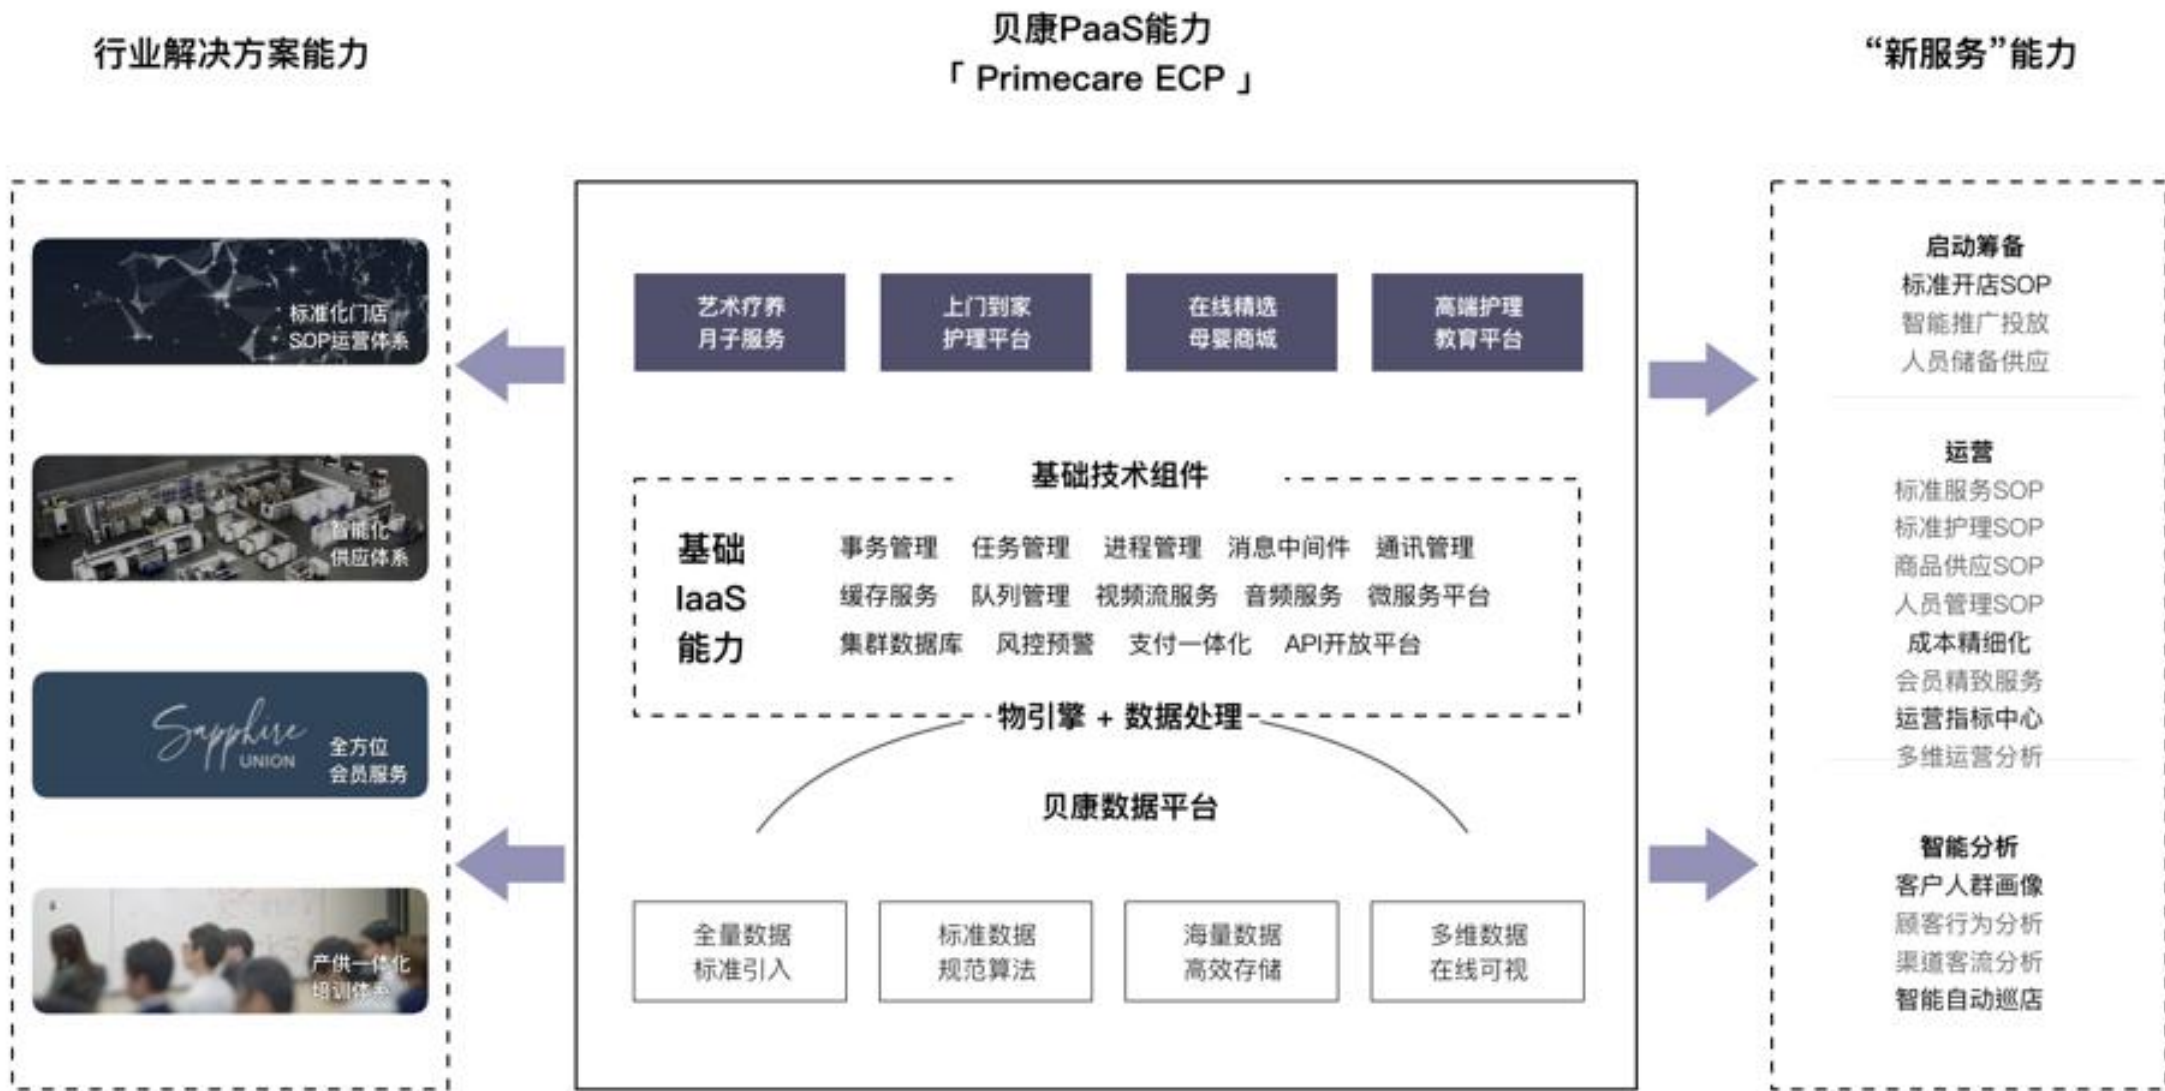 行业解决方案能力
贝康PaaS能力
「 Primecare ECP 」
“新服务”能力
标准化门店
SOP运营体系
智能化
供应体系
Sapphire
UNION
全方位
会员服务
产供一体化
培训体系
艺术疗养
月子服务
上门到家
护理平台
在线精选
母婴商城
高端护理
教育平台
基础技术组件
基础
IaaS
能力
事务管理 任务管理 进程管理 消息中间件 通讯管理
缓存服务 队列管理 视频流服务 音频服务 微服务平台
集群数据库 风控预警 支付一体化 API开放平台
物引擎 + 数据处理
贝康数据平台
全量数据
标准引入
标准数据
规范算法
海量数据
高效存储
多维数据
在线可视
启动筹备
标准开店SOP
智能推广投放
人员储备供应
运营
标准服务SOP
标准护理SOP
商品供应SOP
人员管理SOP
成本精细化
会员精致服务
运营指标中心
多维运营分析
智能分析
客户人群画像
顾客行为分析
渠道客流分析
智能自动巡店